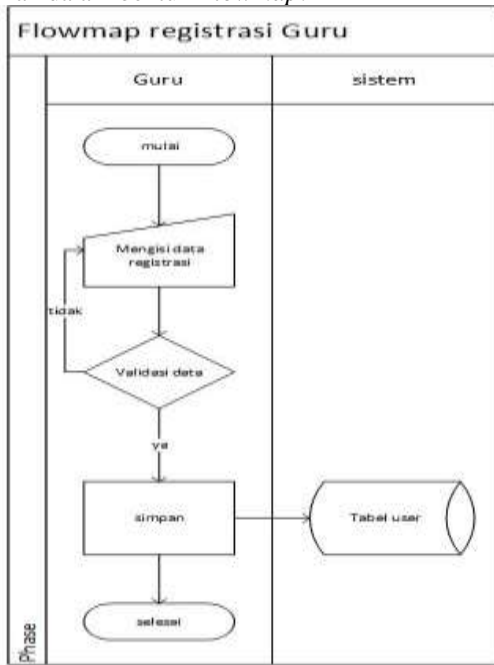 Flowmap registrasi Guru
Guru
sistem
mulai
Mengisi data
registrasi
tidak
Validasi data
ya
simpan
Tabel user
selesai
Phase